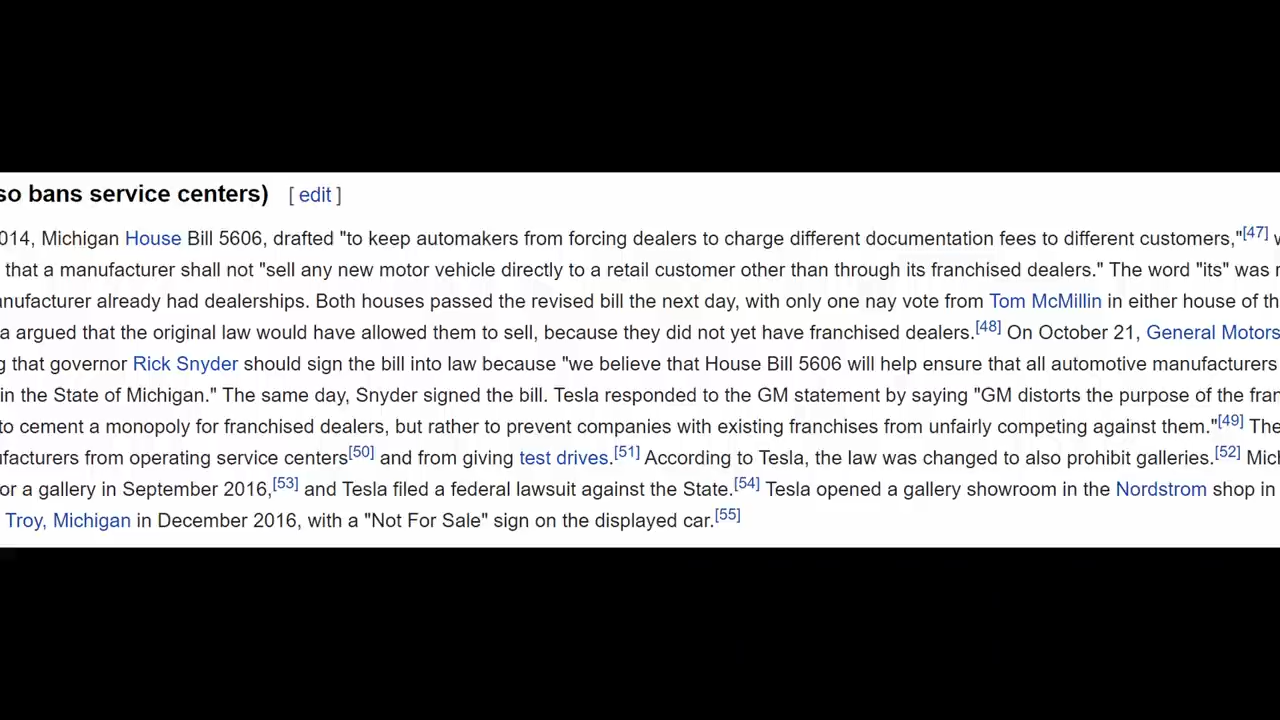 so bans service centers) [ edit ]
014, Michigan House Bill 5606, drafted "to keep automakers from forcing dealers to charge different documentation fees to different customers,"[47]
that a manufacturer shall not "sell any new motor vehicle directly to a retail customer other than through its franchised dealers." The word "its" was
anufacturer already had dealerships. Both houses passed the revised bill the next day, with only one nay vote from Tom McMillin in either house of
a argued that the original law would have allowed them to sell, because they did not yet have franchised dealers.[48] On October 21, General Motors
g that governor Rick Snyder should sign the bill into law because "we believe that House Bill 5606 will help ensure that all automotive manufacturers
in the State of Michigan." The same day, Snyder signed the bill. Tesla responded to the GM statement by saying "GM distorts the purpose of the
to cement a monopoly for franchised dealers, but rather to prevent companies with existing franchises from unfairly competing against them."[49] The
ufacturers from operating service centers[50] and from giving test drives.[51] According to Tesla, the law was changed to also prohibit galleries.[52]
or a gallery in September 2016,[53] and Tesla filed a federal lawsuit against the State.[54] Tesla opened a gallery showroom in the Nordstrom shop in
Troy, Michigan in December 2016, with a "Not For Sale" sign on the displayed car.[55]